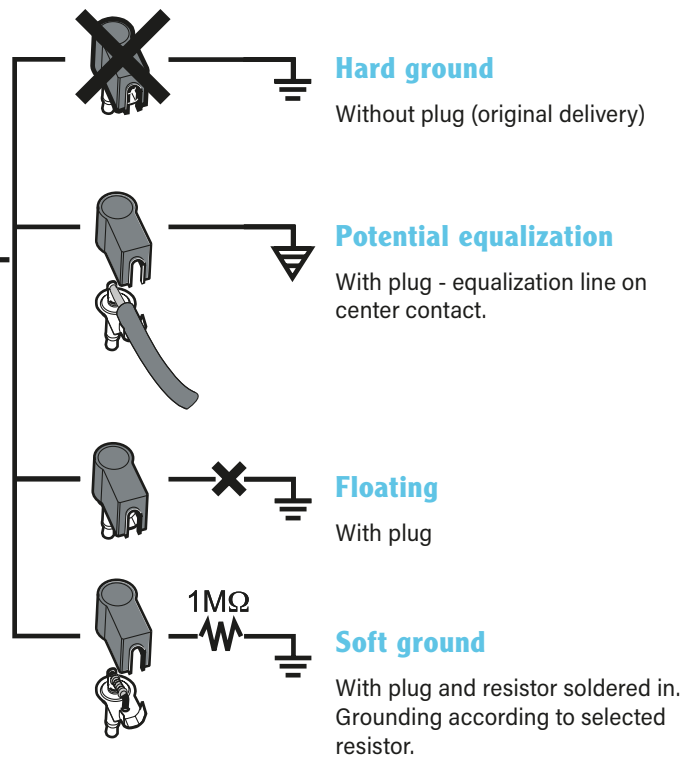 Hard ground
Without plug (original delivery)
Potential equalization
With plug - equalization line on
center contact.
Floating
With plug
1MΩ
Soft ground
With plug and resistor soldered in.
Grounding according to selected
resistor.